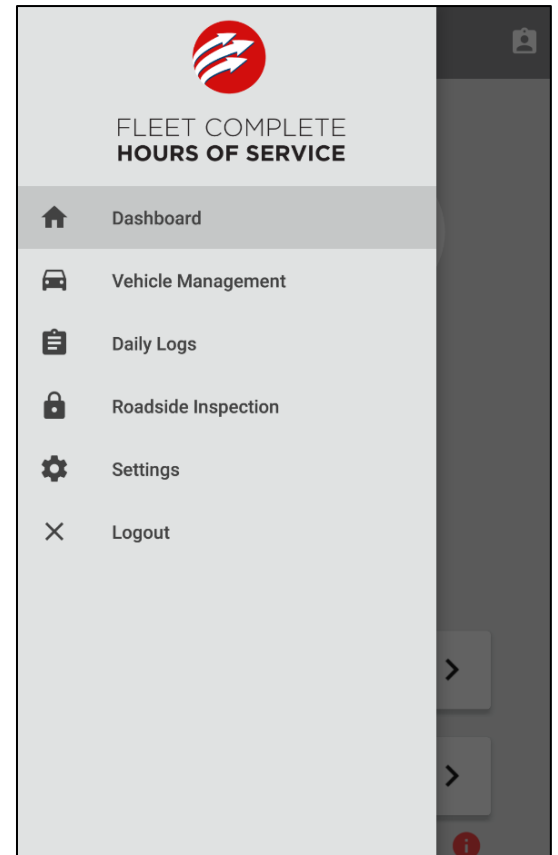 FLEET COMPLETE
HOURS OF SERVICE
Dashboard
Vehicle Management
Daily Logs
Roadside Inspection
Settings
Logout